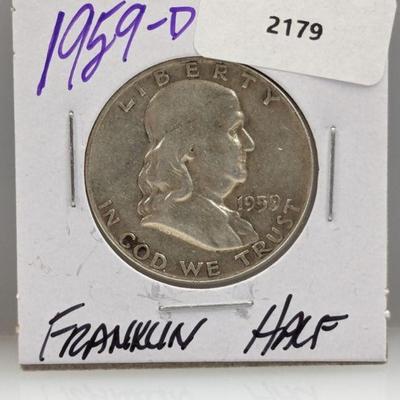 1959-D
2179
LIBERTY
1959
IN GOD WE TRUST
FRANKLIN HALF